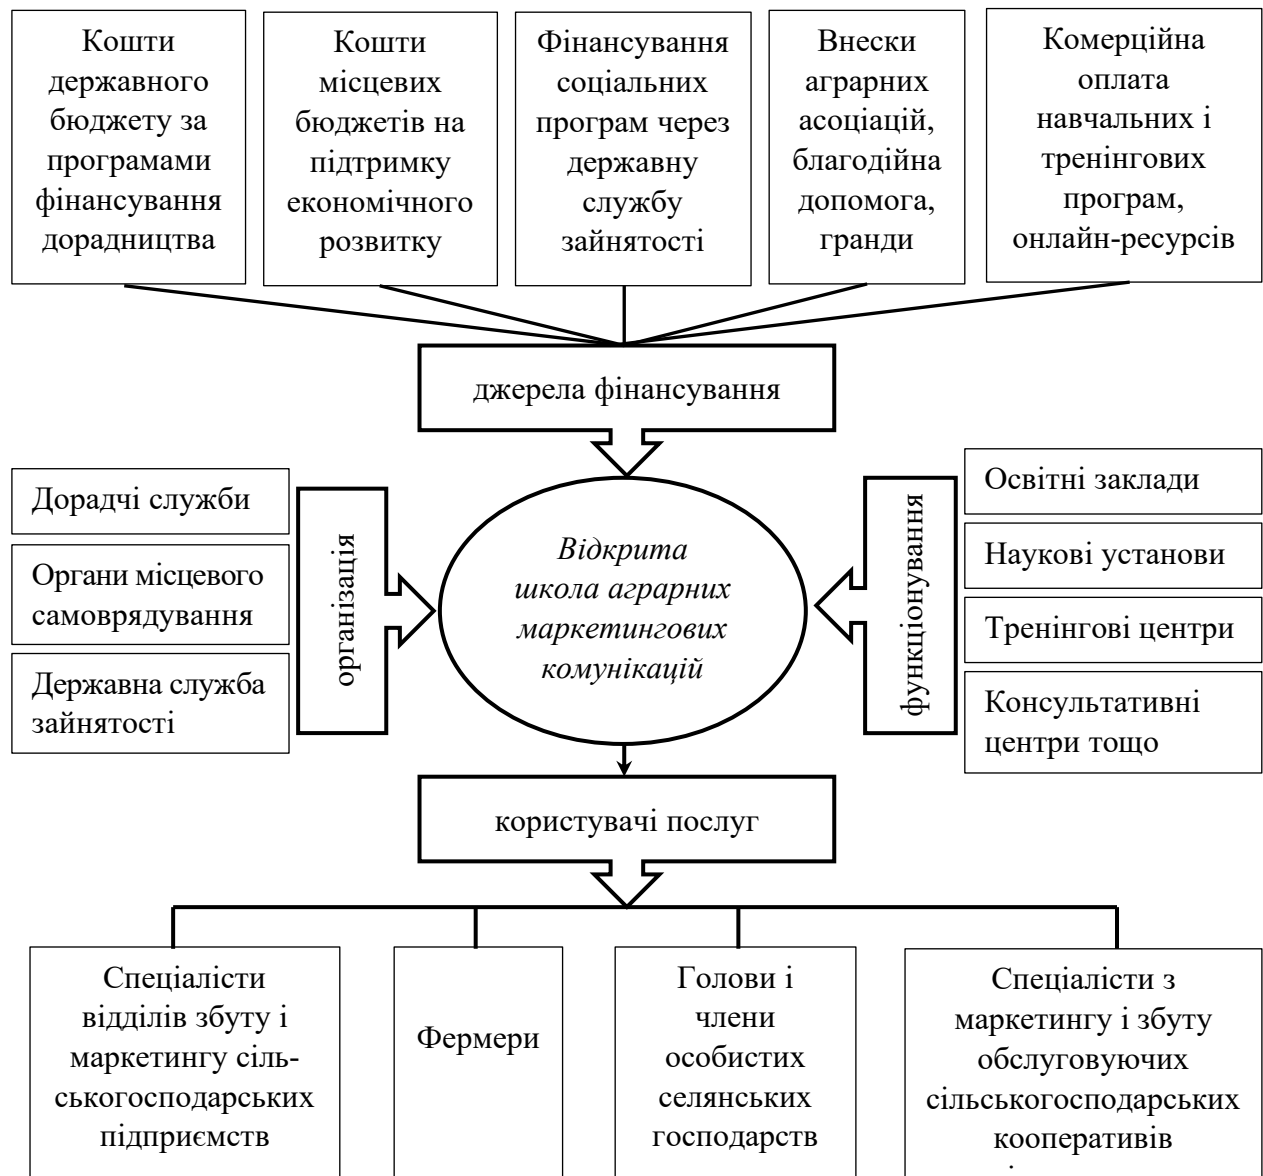 Кошти
державного
бюджету за
програмами
фінансування
дорадництва
Кошти
місцевих
бюджетів на
підтримку
економічного
розвитку
Фінансування
соціальних
програм через
державну
службу
зайнятості
Внески
аграрних
асоціацій,
благодійна
допомога,
гранди
Комерційна
оплата
навчальних і
тренінгових
програм,
онлайн-ресурсів
джерела фінансування
Дорадчі служби
Органи місцевого
самоврядування
Державна служба
зайнятості
організація
Відкрита
школа аграрних
маркетингових
комунікацій
функціонування
Освітні заклади
Наукові установи
Тренінгові центри
Консультативні
центри тощо
користувачі послуг
Спеціалісти
відділів збуту і
маркетингу сіль-
ськогосподарських
підприємств
Фермери
Голови і
члени
особистих
селянських
господарств
Спеціалісти з
маркетингу і збуту
обслуговуючих
сільськогосподарських
кооперативів